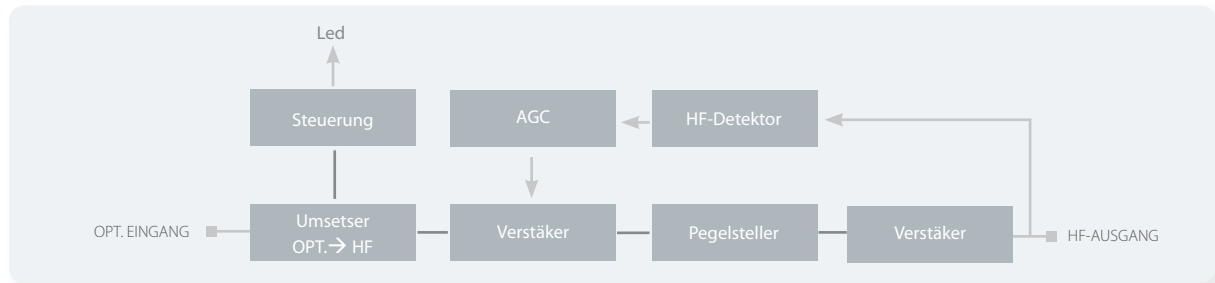 Led
Steuerung
AGC
HF-Detektor
OPT. EINGANG
Umsetser
OPT.→ HF
Verstäker
Pegelsteller
Verstäker
HF-AUSGANG